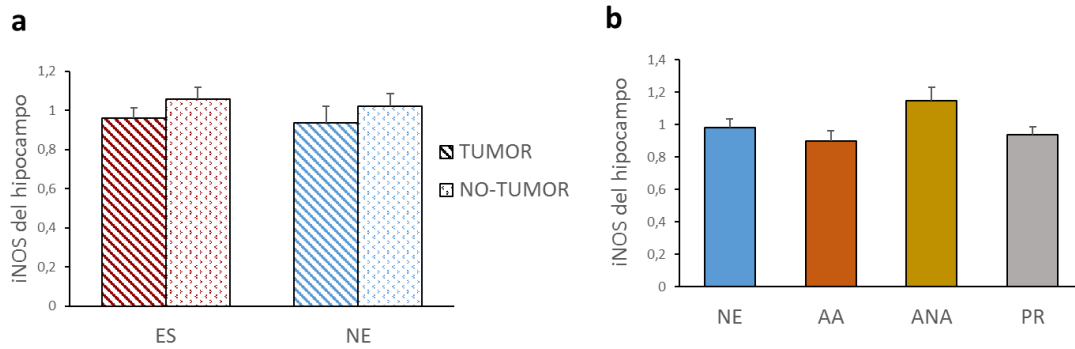 a
iNOS del hipocampo
1,2
1
0,8
0,6
0,4
0,2
0
ES
NE
TUMOR
NO-TUMOR
b
iNOS del hipocampo
1,4
1,2
1
0,8
0,6
0,4
0,2
0
NE
AA
ANA
PR